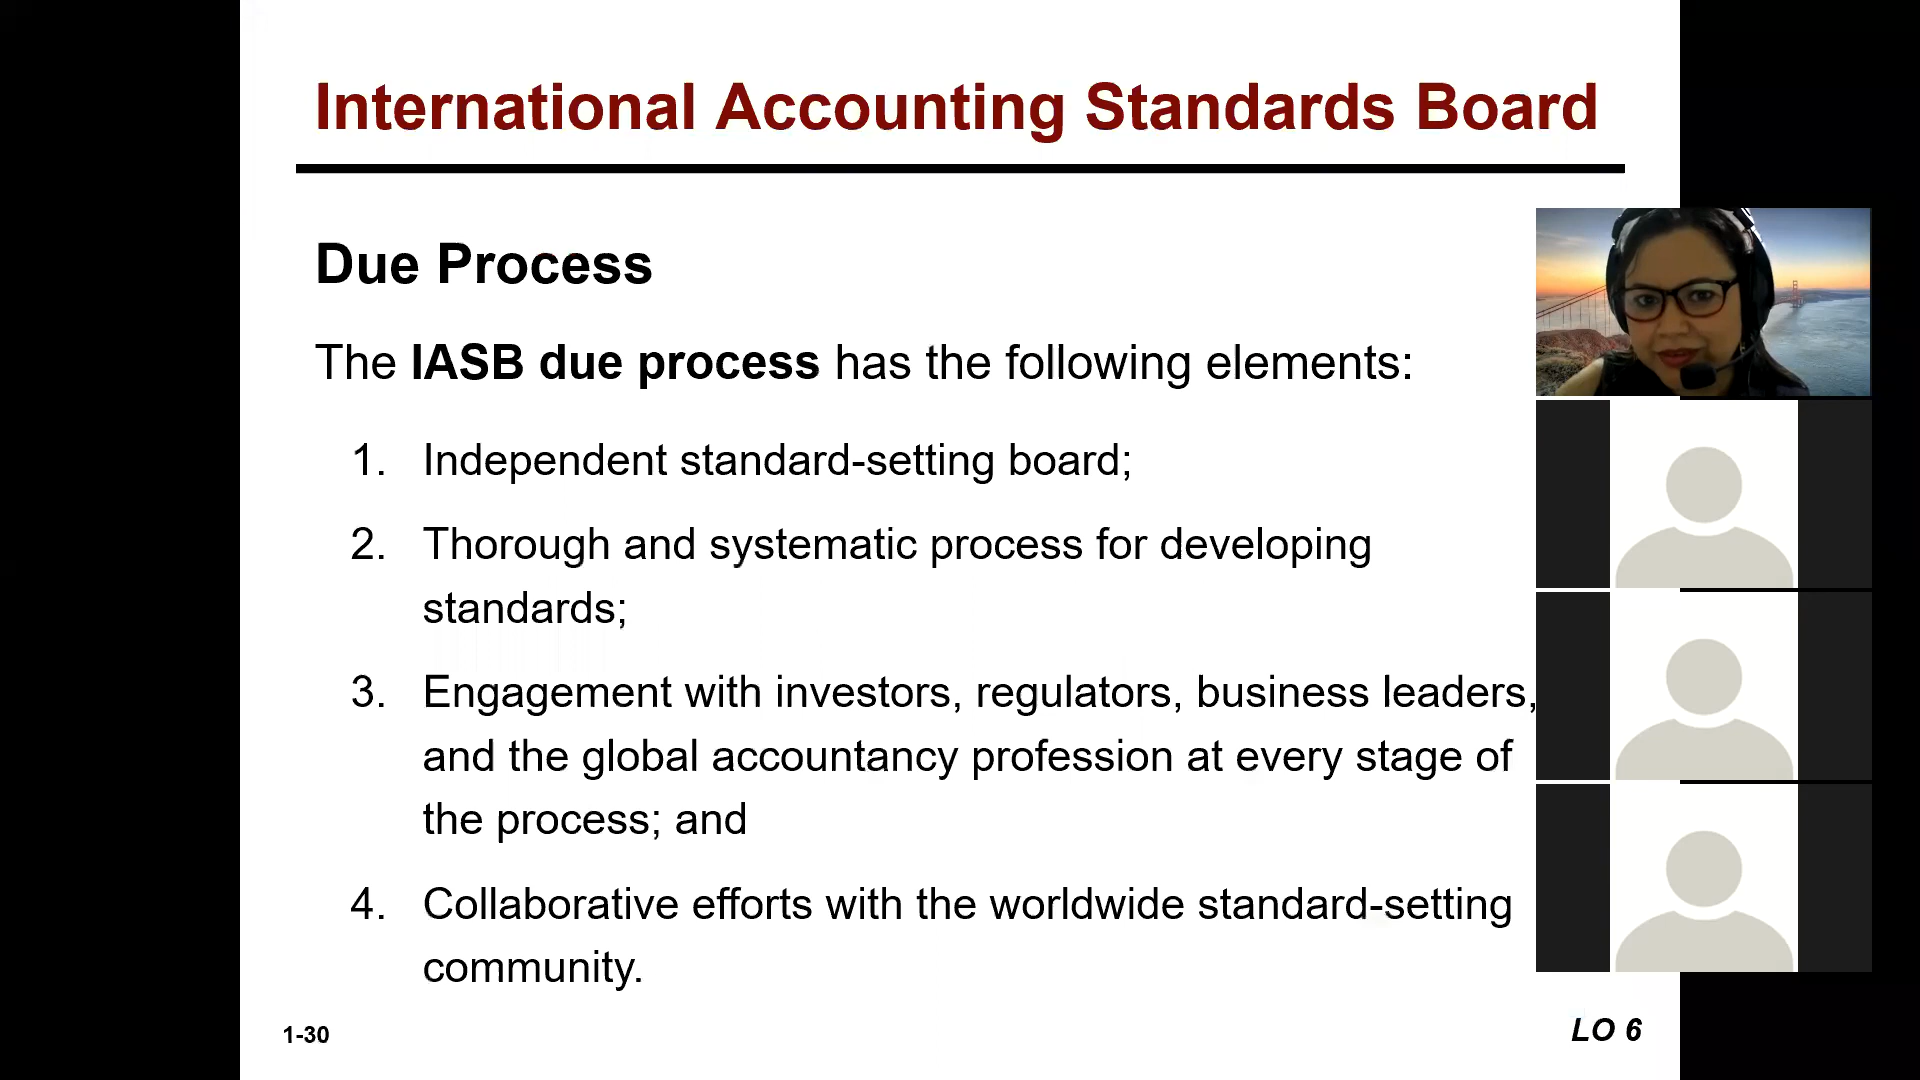 International Accounting Standards Board
Due Process
The IASB due process has the following elements:
1. Independent standard-setting board;
2. Thorough and systematic process for developing
standards;
3. Engagement with investors, regulators, business leaders,
and the global accountancy profession at every stage of
the process; and
4. Collaborative efforts with the worldwide standard-setting
community.
1-30
LO 6